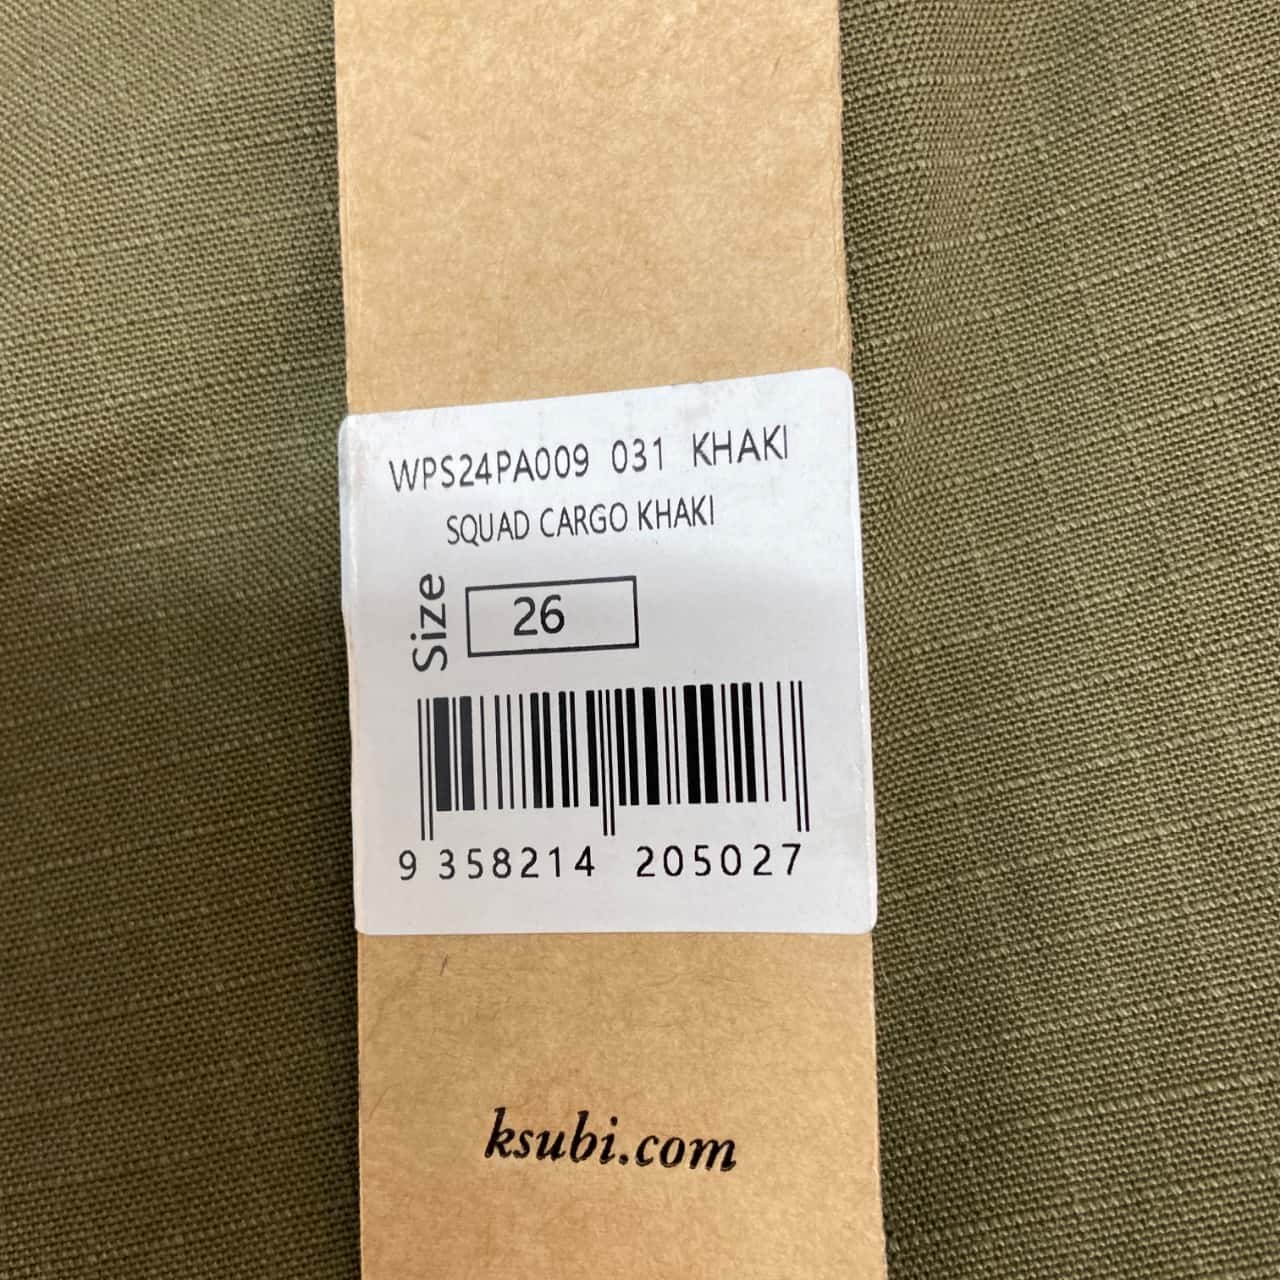 WPS24PA009 031 KHAKI
SQUAD CARGO KHAKI
Size 26
9 358214 205027
ksubi.com